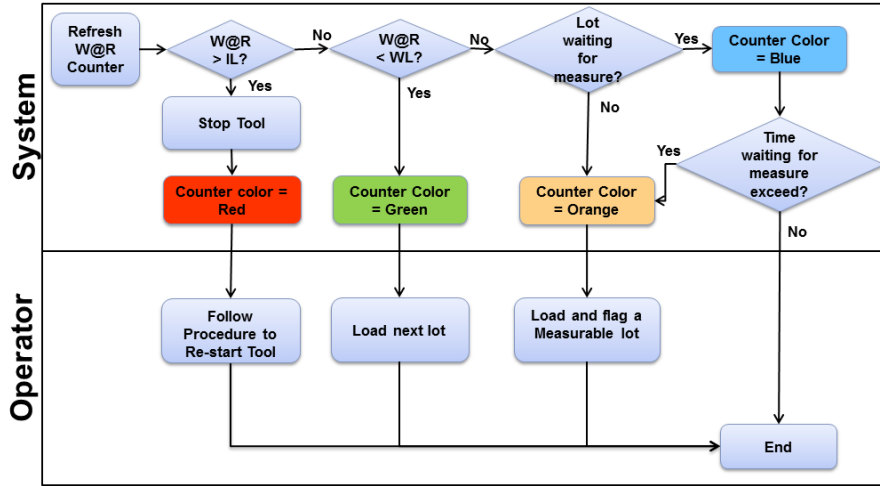 System
Refresh
W@R
Counter
W@R
> IL?
No
W@R
< WL?
No
Lot
waiting
for
measure?
Yes
Counter Color
= Blue
Yes
Stop Tool
Yes
No
Time
waiting for
measure
exceed?
Yes
Counter color =
Red
Counter Color
= Green
Counter Color
= Orange
No
Operator
Follow
Procedure to
Re-start Tool
Load next lot
Load and flag a
Measurable lot
End